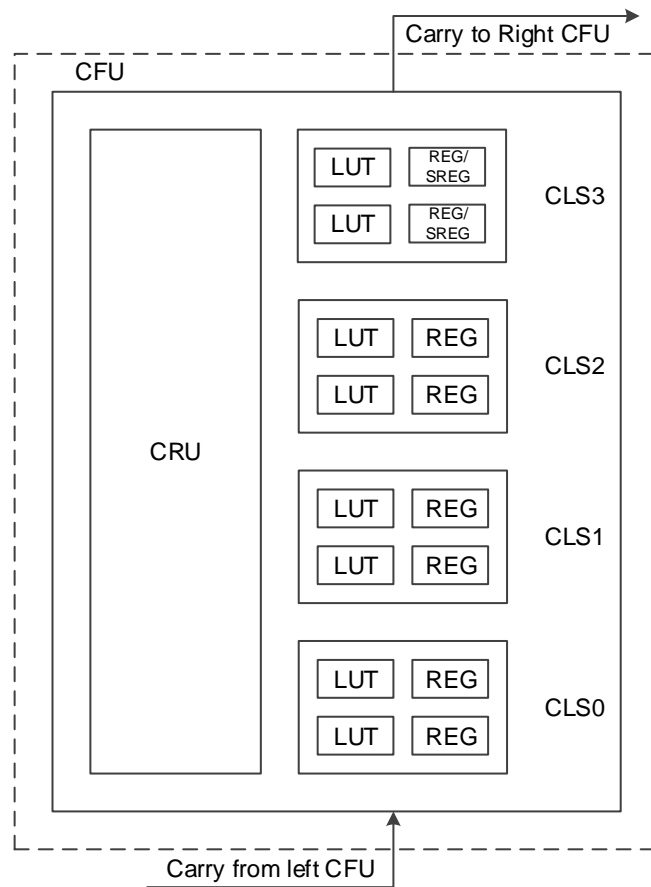 Carry to Right CFU
CFU
LUT
REG/
SREG
CLS3
LUT
REG/
SREG
LUT
REG
CLS2
LUT
REG
CRU
LUT
REG
CLS1
LUT
REG
LUT
REG
CLS0
LUT
REG
Carry from left CFU